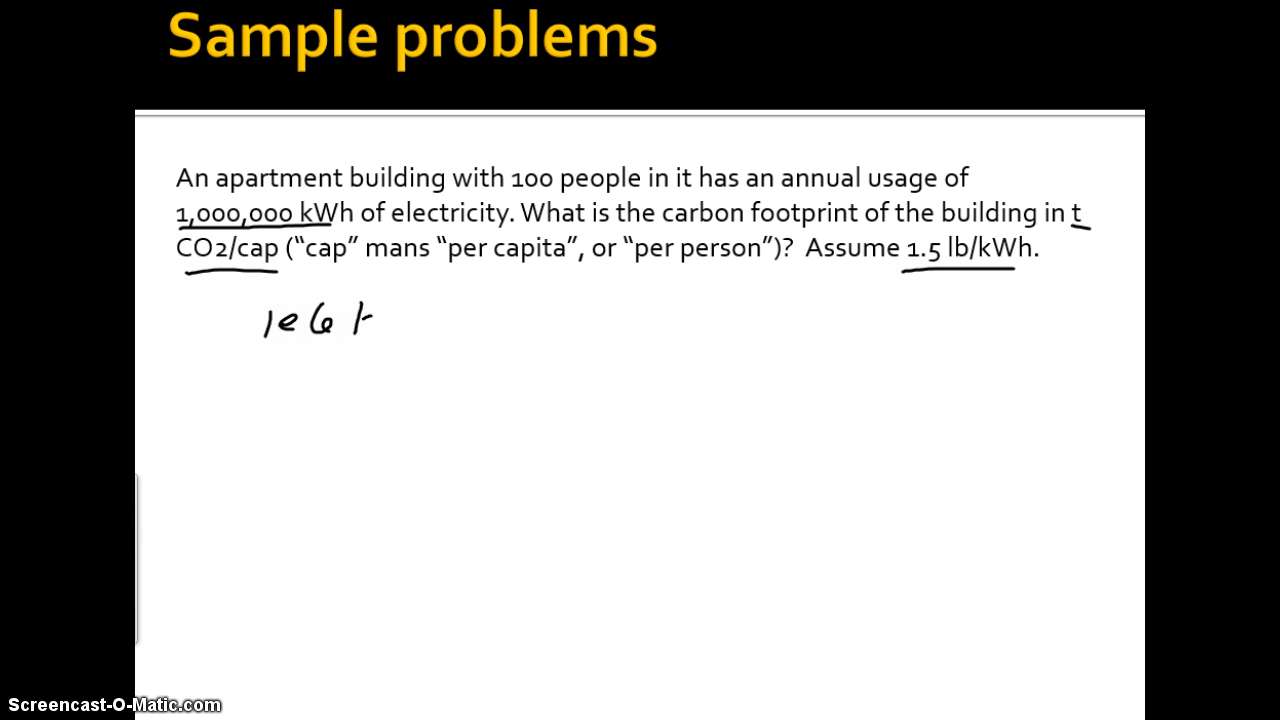 Sample problems
An apartment building with 100 people in it has an annual usage of
1,000,000 kWh of electricity. What is the carbon footprint of the building in t
CO2/cap (“cap” mans “per capita”, or “per person”)?  Assume 1.5 lb/kWh.
1e6
Screencast-O-Matic.com